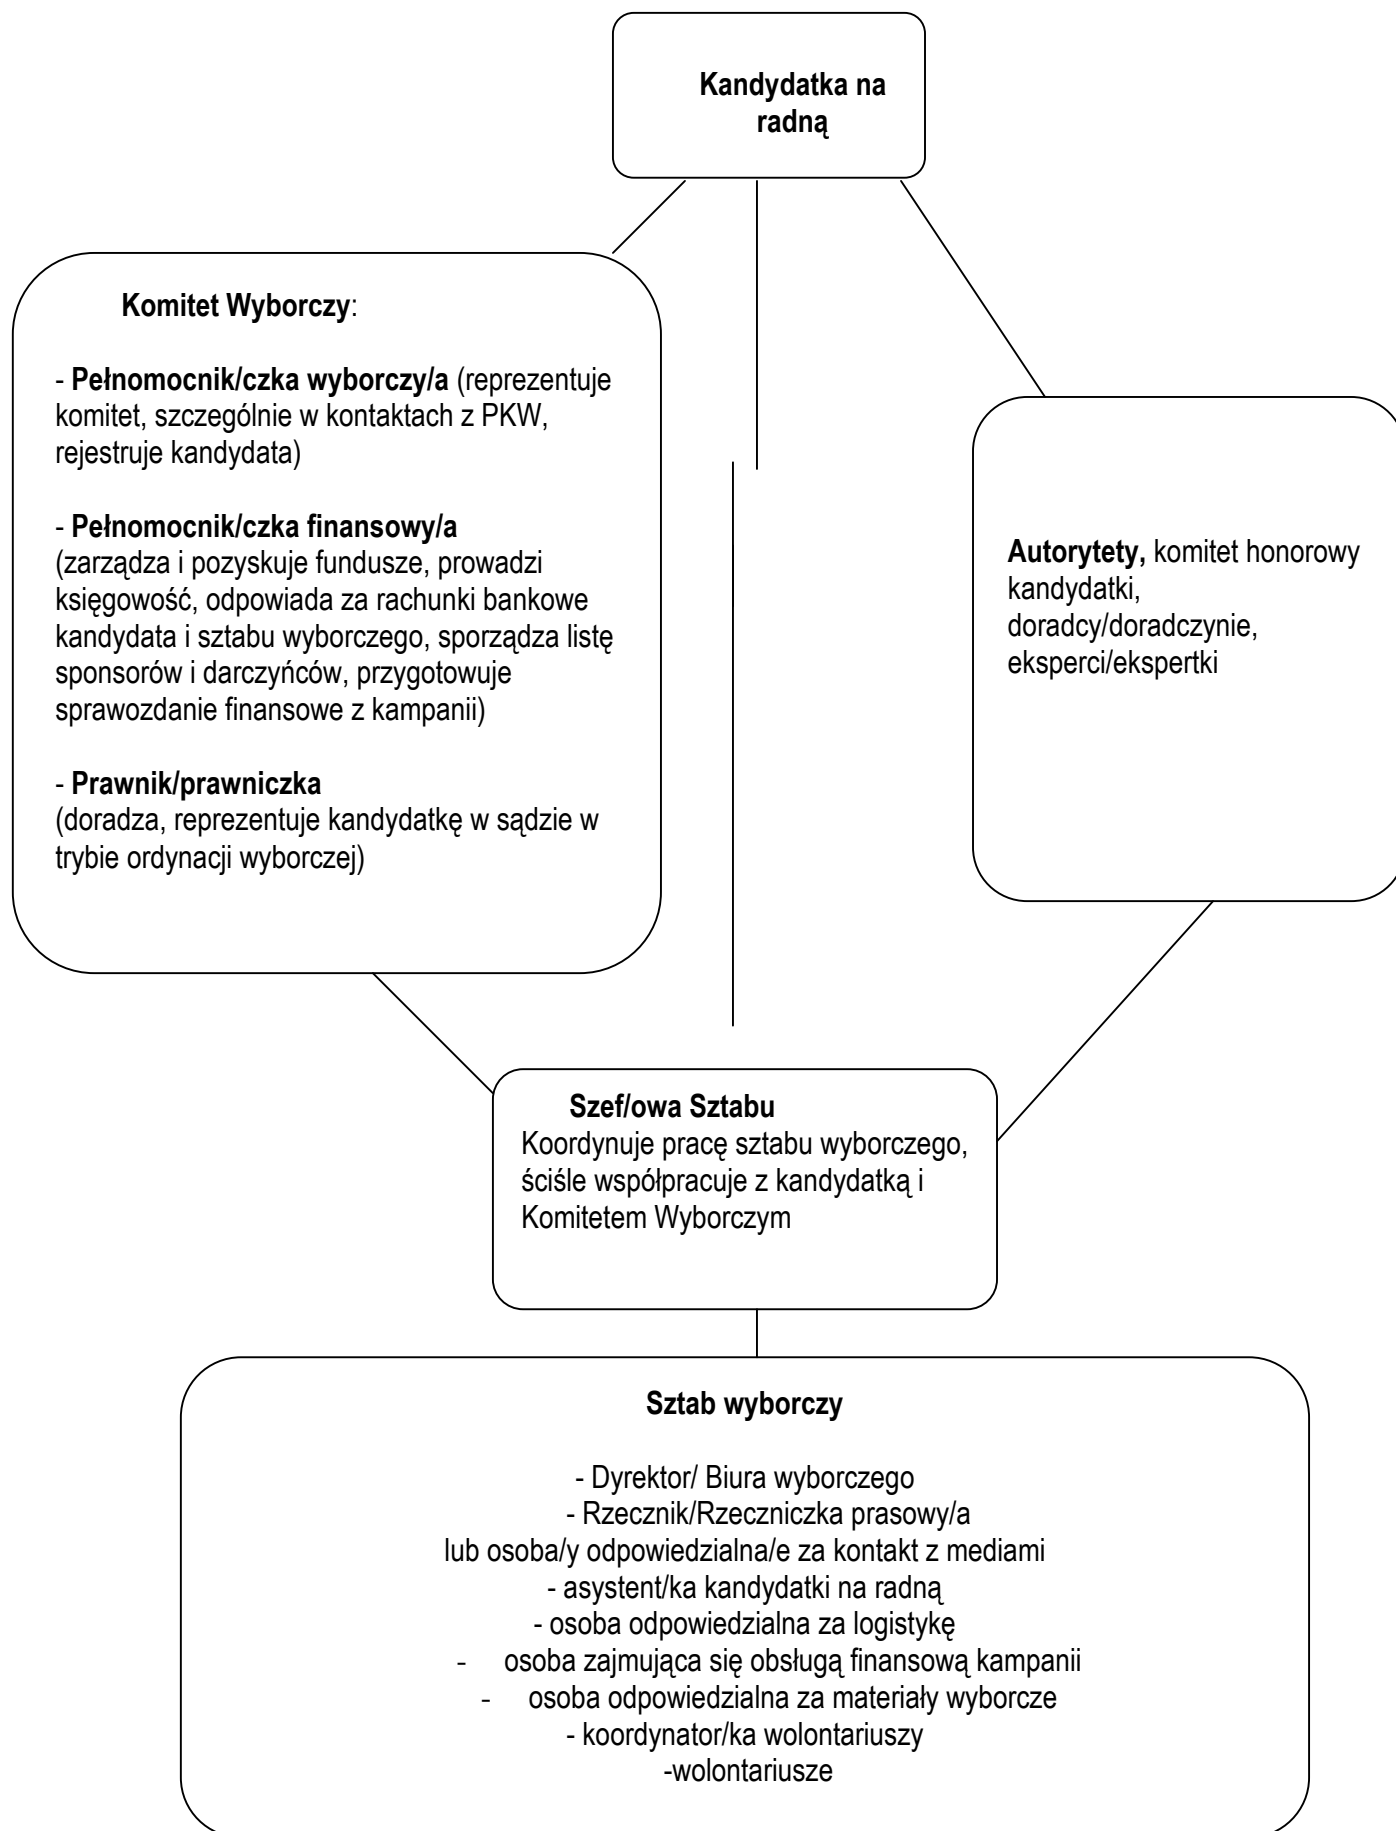 Kandydatka na
radną
Komitet Wyborczy:
- Pełnomocnik/czka wyborczy/a (reprezentuje
komitet, szczególnie w kontaktach z PKW,
rejestruje kandydata)
- Pełnomocnik/czka finansowy/a
(zarządza i pozyskuje fundusze, prowadzi
księgowość, odpowiada za rachunki bankowe
kandydata i sztabu wyborczego, sporządza listę
sponsorów i darczyńców, przygotowuje
sprawozdanie finansowe z kampanii)
- Prawnik/prawniczka
(doradza, reprezentuje kandydatkę w sądzie w
trybie ordynacji wyborczej)
Autorytety, komitet honorowy
kandydatki,
doradcy/doradczynie,
eksperci/ekspertki
Szef/owa Sztabu
Koordynuje pracę sztabu wyborczego,
ściśle współpracuje z kandydatką i
Komitetem Wyborczym
Sztab wyborczy
- Dyrektor/ Biura wyborczego
- Rzecznik/Rzeczniczka prasowy/a
lub osoba/y odpowiedzialna/e za kontakt z mediami
- asystent/ka kandydatki na radną
- osoba odpowiedzialna za logistykę
- osoba zajmująca się obsługą finansową kampanii
- osoba odpowiedzialna za materiały wyborcze
- koordynator/ka wolontariuszy
-wolontariusze